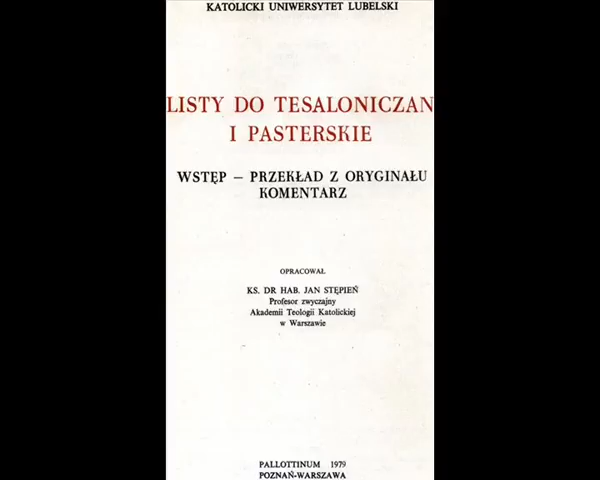 KATOLICKI UNIWERSYTET LUBELSKI
LISTY DO TESALONICZAN
I PASTERSKIE
WSTĘP — PRZEKŁAD Z ORYGINAŁU
KOMENTARZ
OPRACOWAŁ
KS. DR HAB. JAN STĘPIEŃ
Profesor zwyczajny
Akademii Teologii Katolickiej
w Warszawie
PALLOTTINUM 1979
POZNAŃ-WARSZAWA